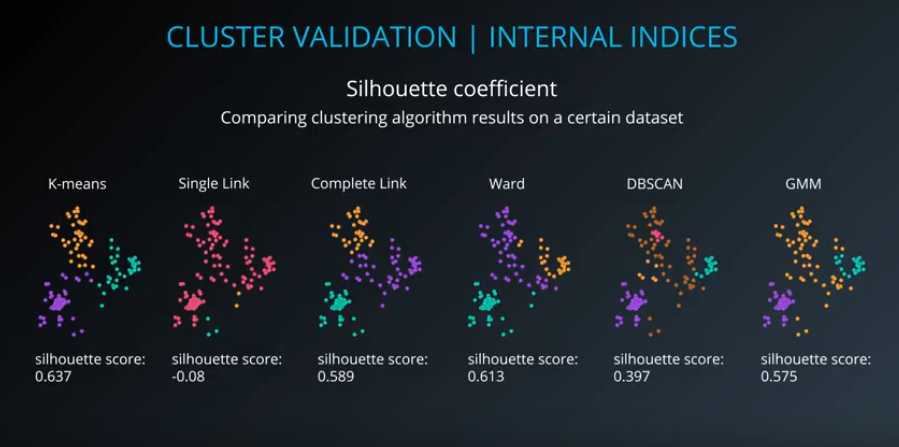 CLUSTER VALIDATION | INTERNAL INDICES
Silhouette coefficient
Comparing clustering algorithm results on a certain dataset
K-means
Single Link
Complete Link
Ward
DBSCAN
GMM
silhouette score:
0.637
silhouette score:
-0.08
silhouette score:
0.589
silhouette score:
0.613
silhouette score:
0.397
silhouette score:
0.575